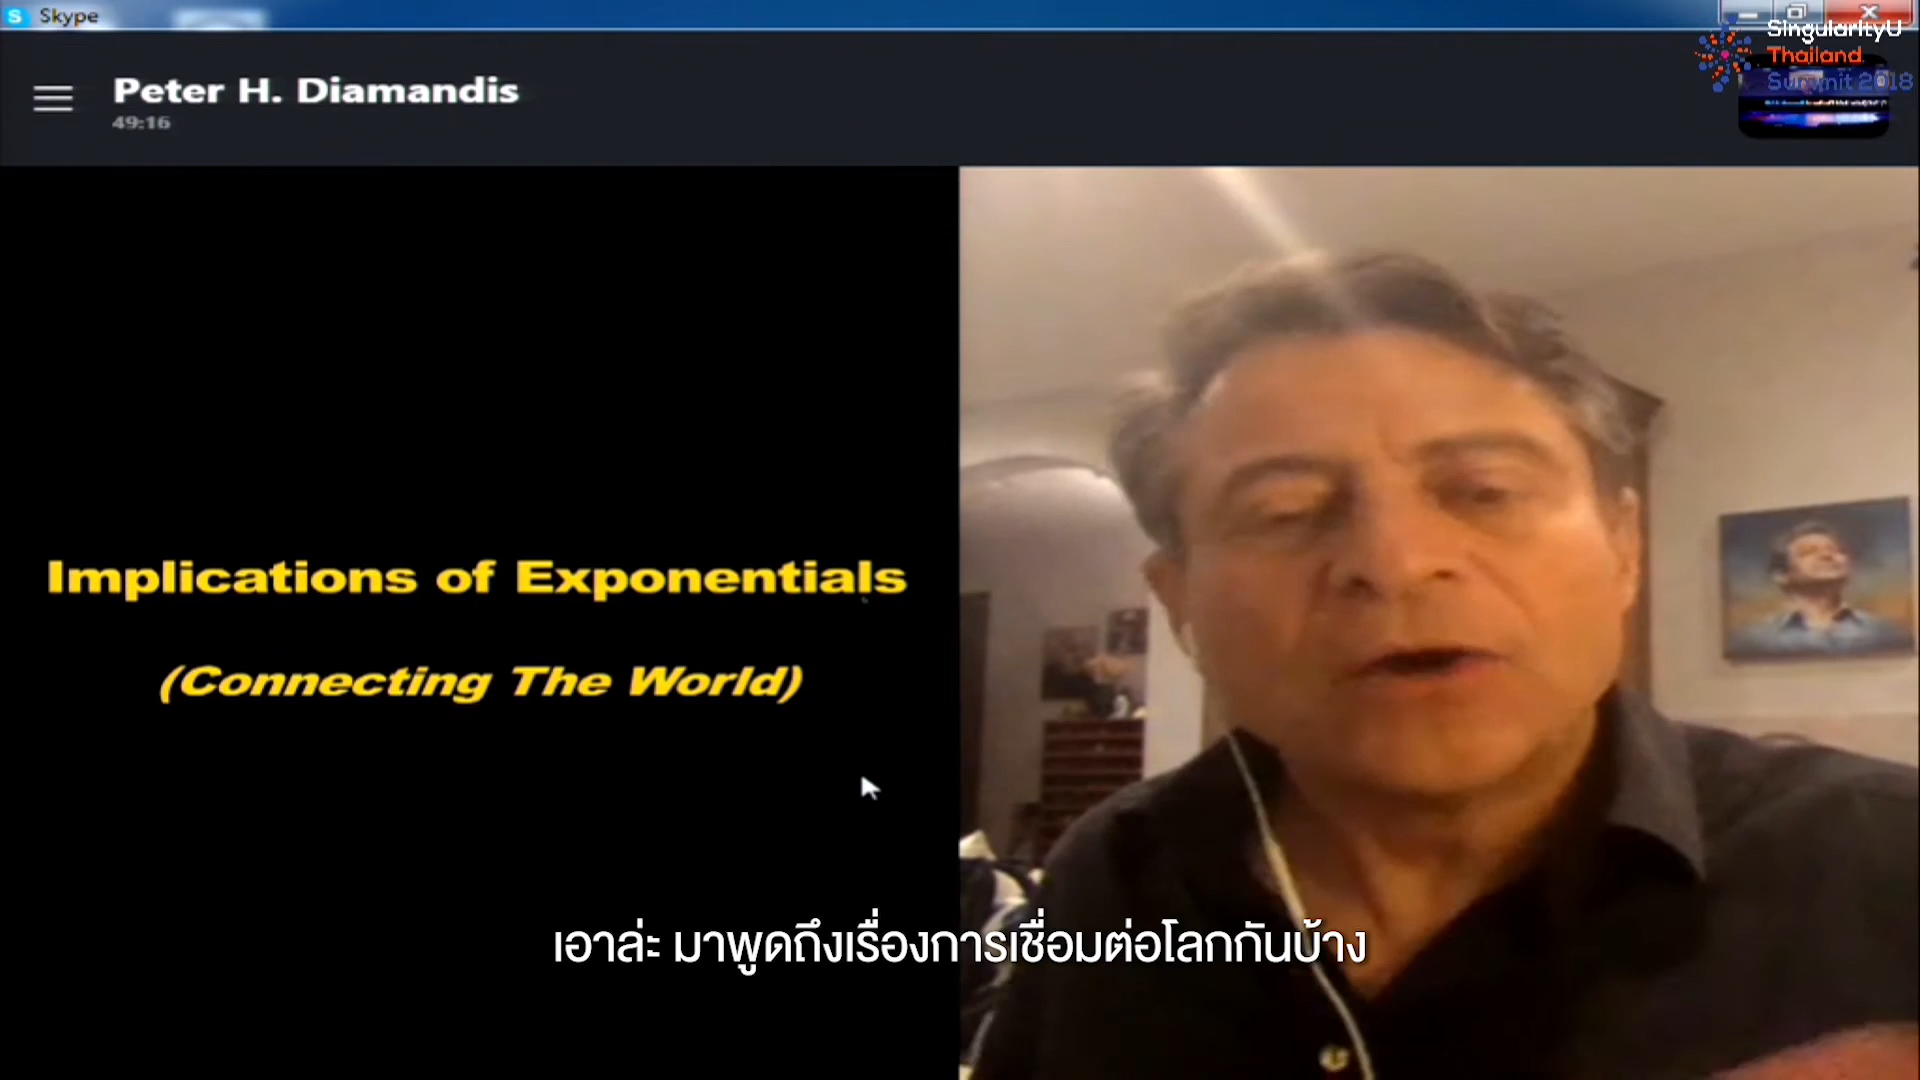 Skype
SingularityU
Thailand
Summit 2018
Peter H. Diamandis
49:16
Implications of Exponentials
(Connecting The World)
เอาล่ะ มาพูดถึงเรื่องการเชื่อมต่อโลกกันบ้าง